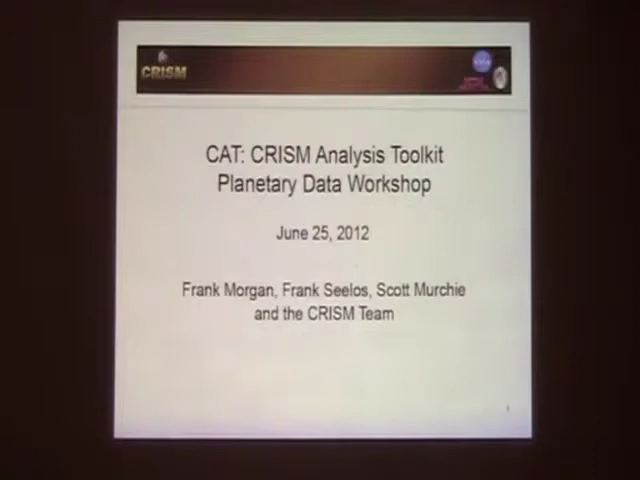 CRISM
CAT: CRISM Analysis Toolkit
Planetary Data Workshop
June 25, 2012
Frank Morgan, Frank Seelos, Scott Murchie
and the CRISM Team